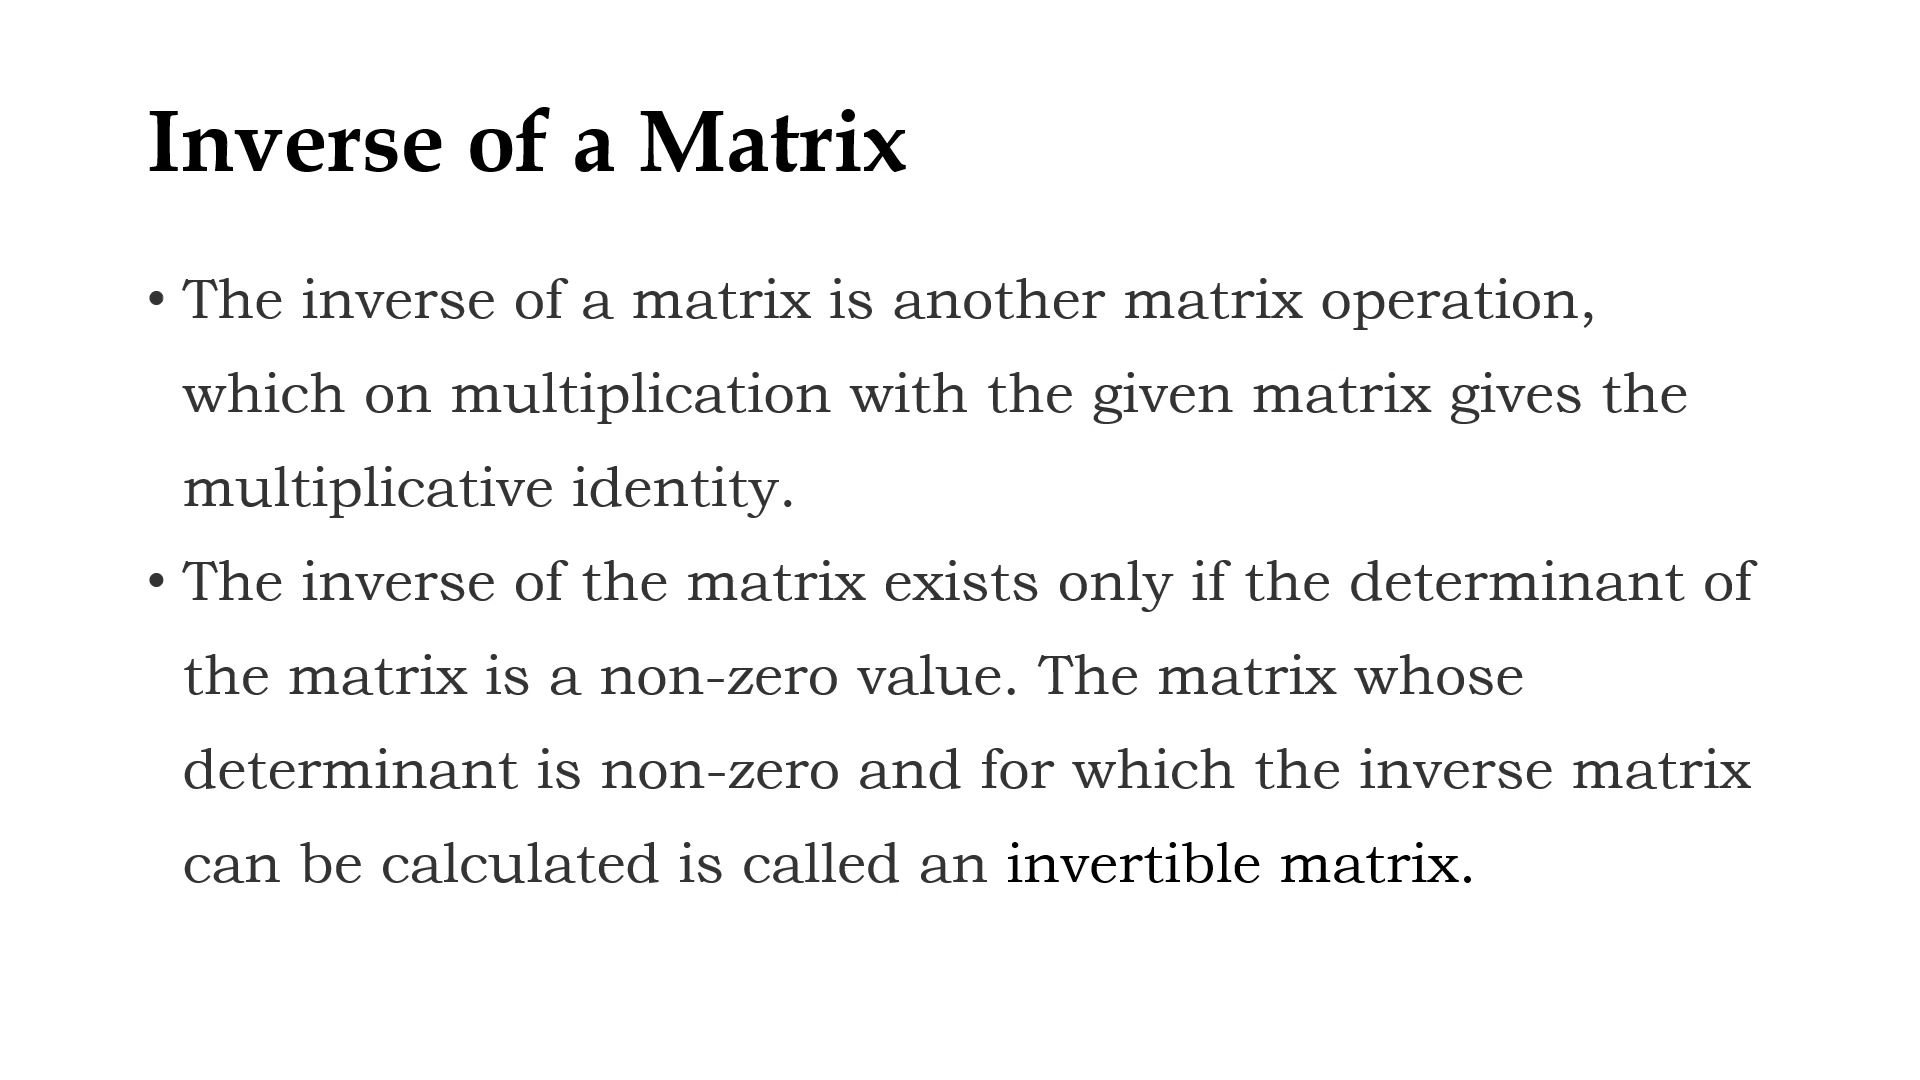 Inverse of a Matrix
• The inverse of a matrix is another matrix operation,
which on multiplication with the given matrix gives the
multiplicative identity.
• The inverse of the matrix exists only if the determinant of
the matrix is a non-zero value. The matrix whose
determinant is non-zero and for which the inverse matrix
can be calculated is called an invertible matrix.